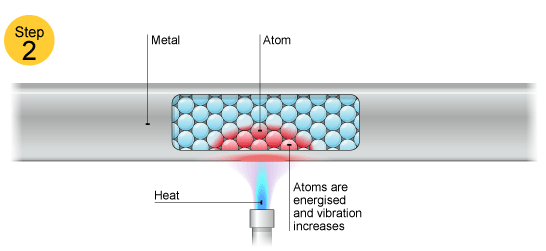 Step
2
Metal
Atom
Heat
Atoms are
energised
and vibration
increases